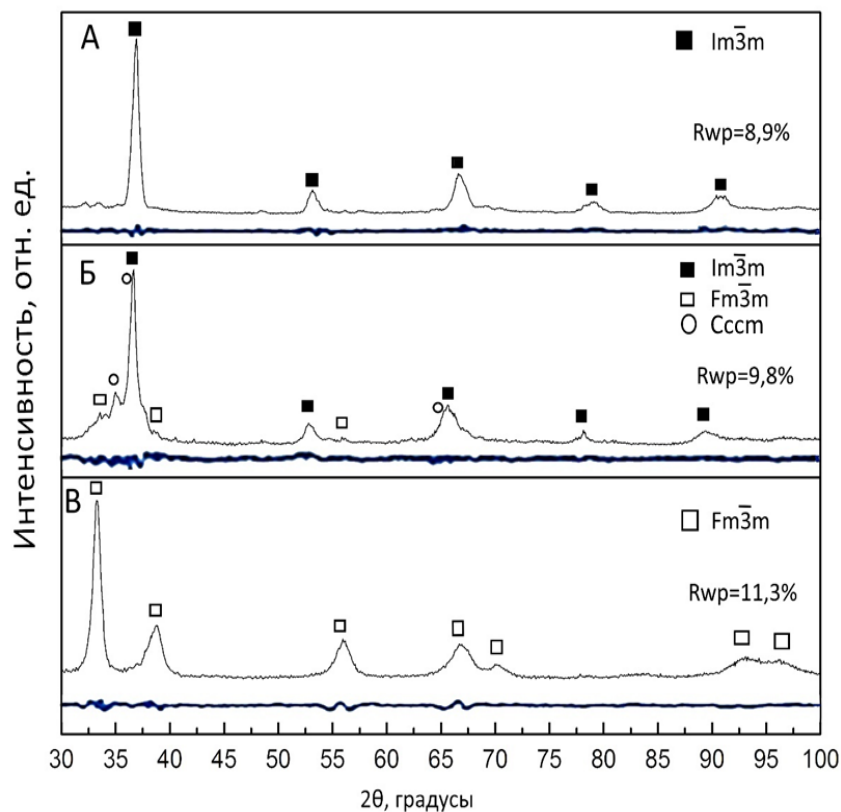 Интенсивность, отн. ед.
А
Im3̅m
Rwp=8,9%
Б
Im3̅m
Fm3̅m
Cccm
Rwp=9,8%
В
Fm3̅m
Rwp=11,3%
30 35 40 45 50 55 60 65 70 75 80 85 90 95 100
2θ, градусы